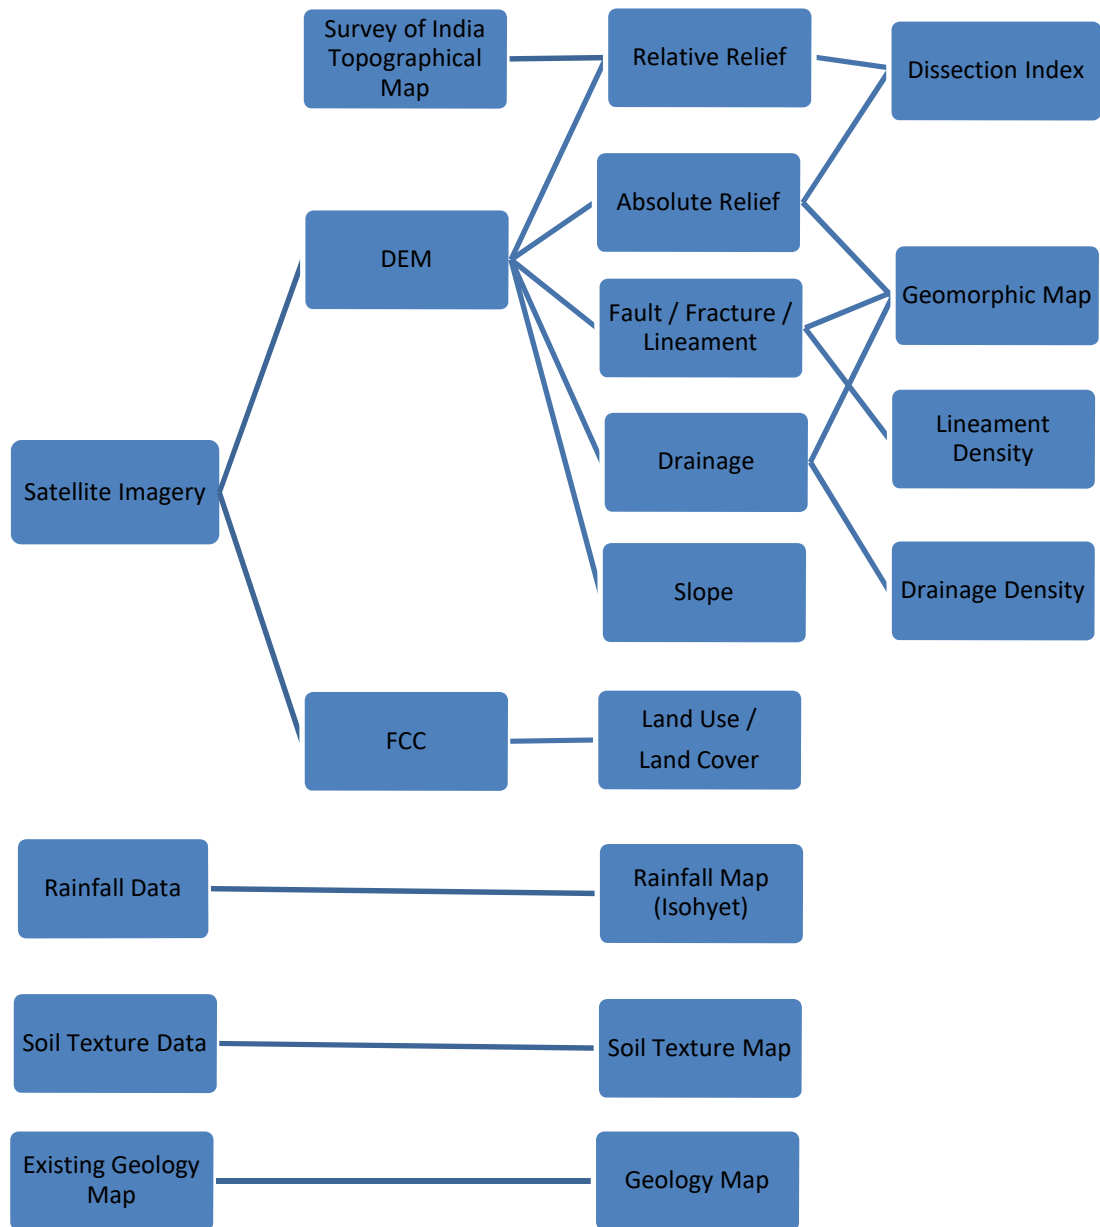 Survey of India
Topographical
Map
Relative Relief
Dissection Index
Absolute Relief
DEM
Geomorphic Map
Fault / Fracture /
Lineament
Lineament
Density
Drainage
Satellite Imagery
Slope
Drainage Density
FCC
Land Use /
Land Cover
Rainfall Data
Rainfall Map
(Isohyet)
Soil Texture Data
Soil Texture Map
Existing Geology
Map
Geology Map